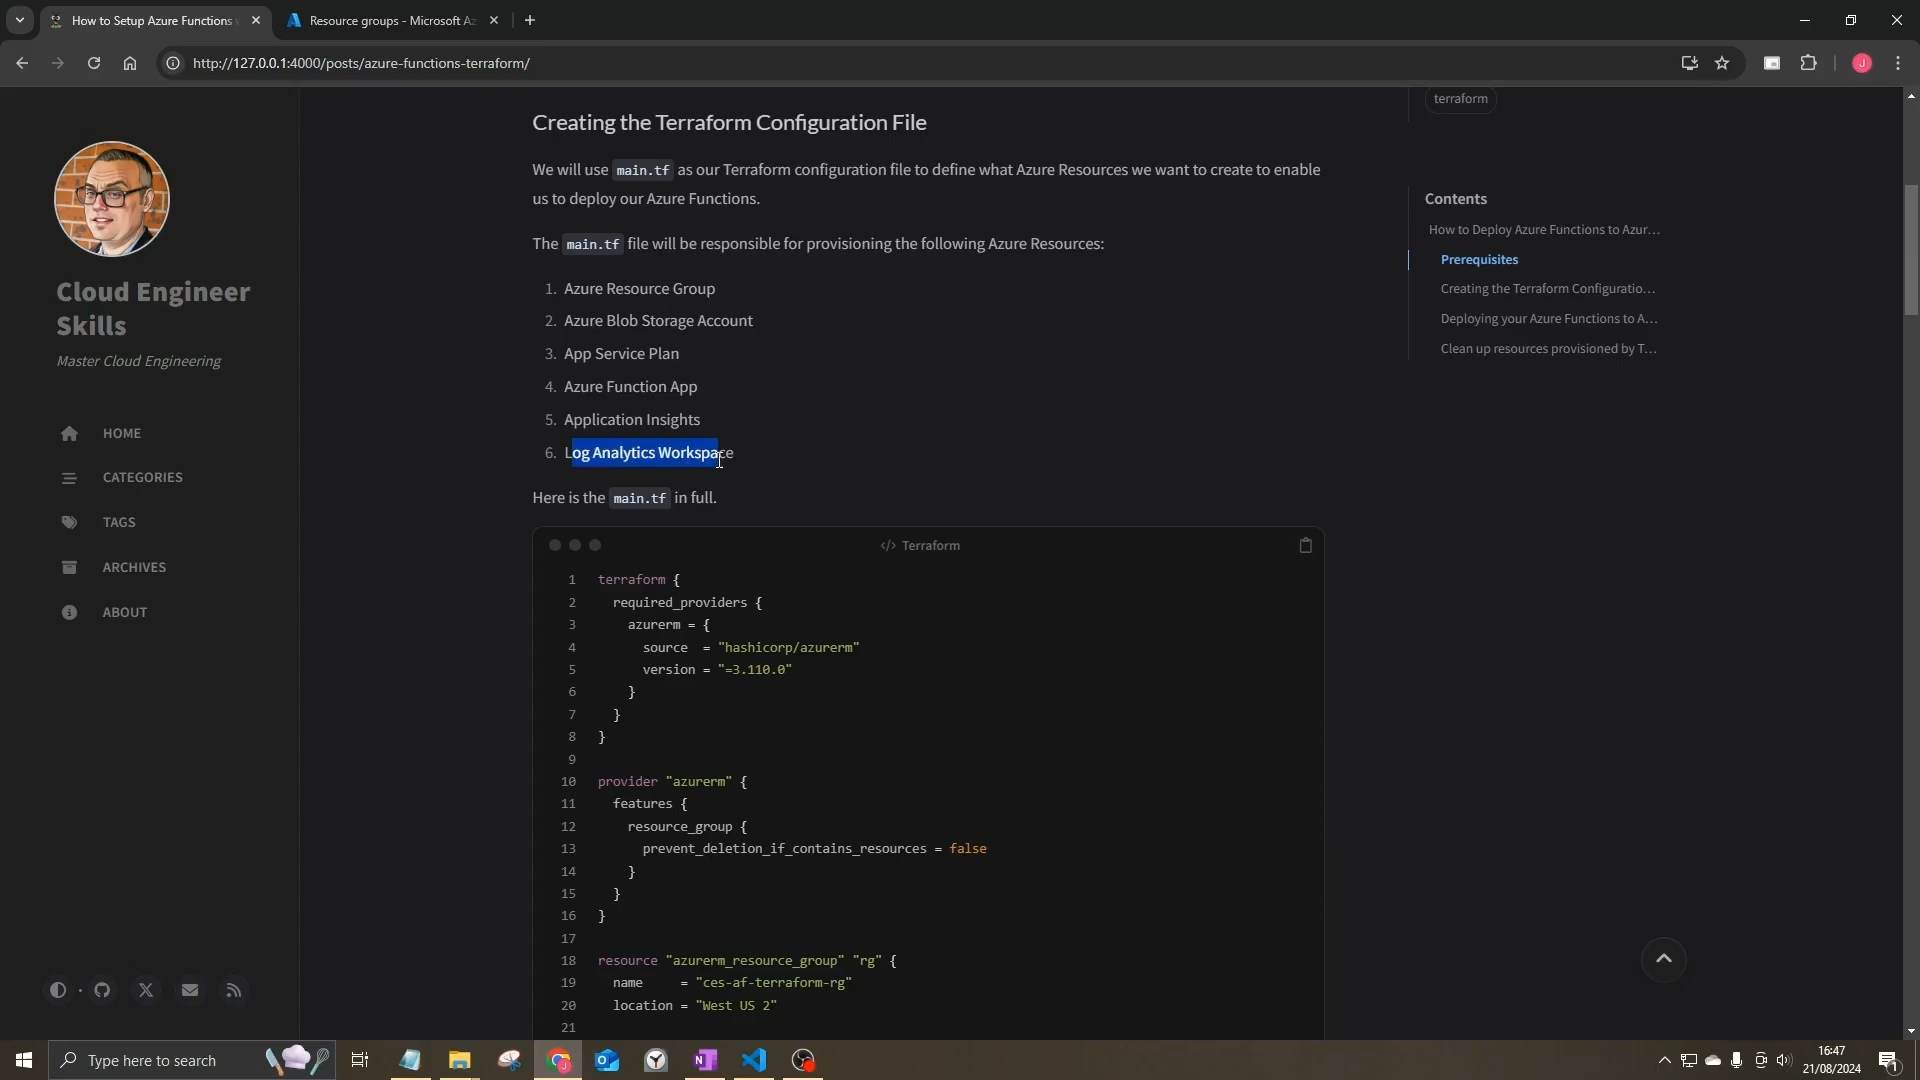 How to Setup Azure Functions
Resource groups - Microsoft Az
http://127.0.0.1:4000/posts/azure-functions-terraform/
J
Cloud Engineer
Skills
Master Cloud Engineering
HOME
CATEGORIES
TAGS
ARCHIVES
ABOUT
Creating the Terraform Configuration File
We will use main.tf as our Terraform configuration file to define what Azure Resources we want to create to enable
us to deploy our Azure Functions.
The main.tf file will be responsible for provisioning the following Azure Resources:
1. Azure Resource Group
2. Azure Blob Storage Account
3. App Service Plan
4. Azure Function App
5. Application Insights
6. Log Analytics Workspace
Here is the main.tf in full.
</> Terraform
1 terraform {
2 required_providers {
3 azurerm = {
4 source = "hashicorp/azurerm"
5 version = "=3.110.0"
6 }
7 }
8 }
9
10 provider "azurerm" {
11 features {
12 resource_group {
13 prevent_deletion_if_contains_resources = false
14 }
15 }
16 }
17
18 resource "azurerm_resource_group" "rg" {
19 name = "ces-af-terraform-rg"
20 location = "West US 2"
21
terraform
Contents
How to Deploy Azure Functions to Azur...
Prerequisites
Creating the Terraform Configuratio...
Deploying your Azure Functions to A...
Clean up resources provisioned by T...
Type here to search
16:47
21/08/2024
1